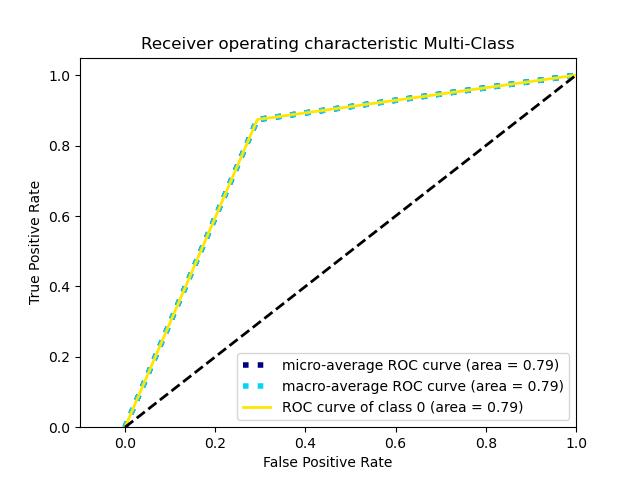 Receiver operating characteristic Multi-Class
1.0
0.8
0.6
0.4
0.2
0.0
True Positive Rate
micro-average ROC curve (area = 0.79)
macro-average ROC curve (area = 0.79)
ROC curve of class 0 (area = 0.79)
0.0 0.2 0.4 0.6 0.8 1.0
False Positive Rate